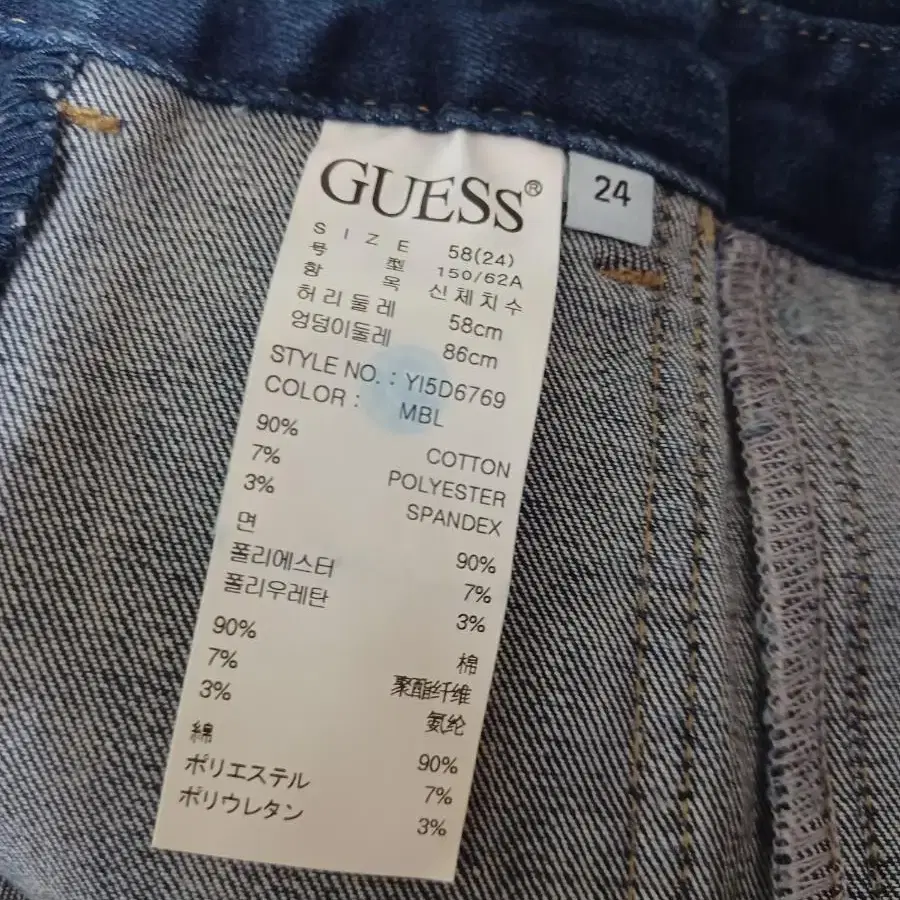 GUESS®
24
SIZE 58(24)
号型 150/62A
항목 신체치수
허리둘레 58cm
엉덩이둘레 86cm
STYLE NO. : YI5D6769
COLOR : MBL
90% COTTON
7% POLYESTER
3% SPANDEX
면 90%
폴리에스터 7%
폴리우레탄 3%
90% 棉
7% 聚酯纤维
3% 氨纶
綿 90%
ポリエステル 7%
ポリウレタン 3%